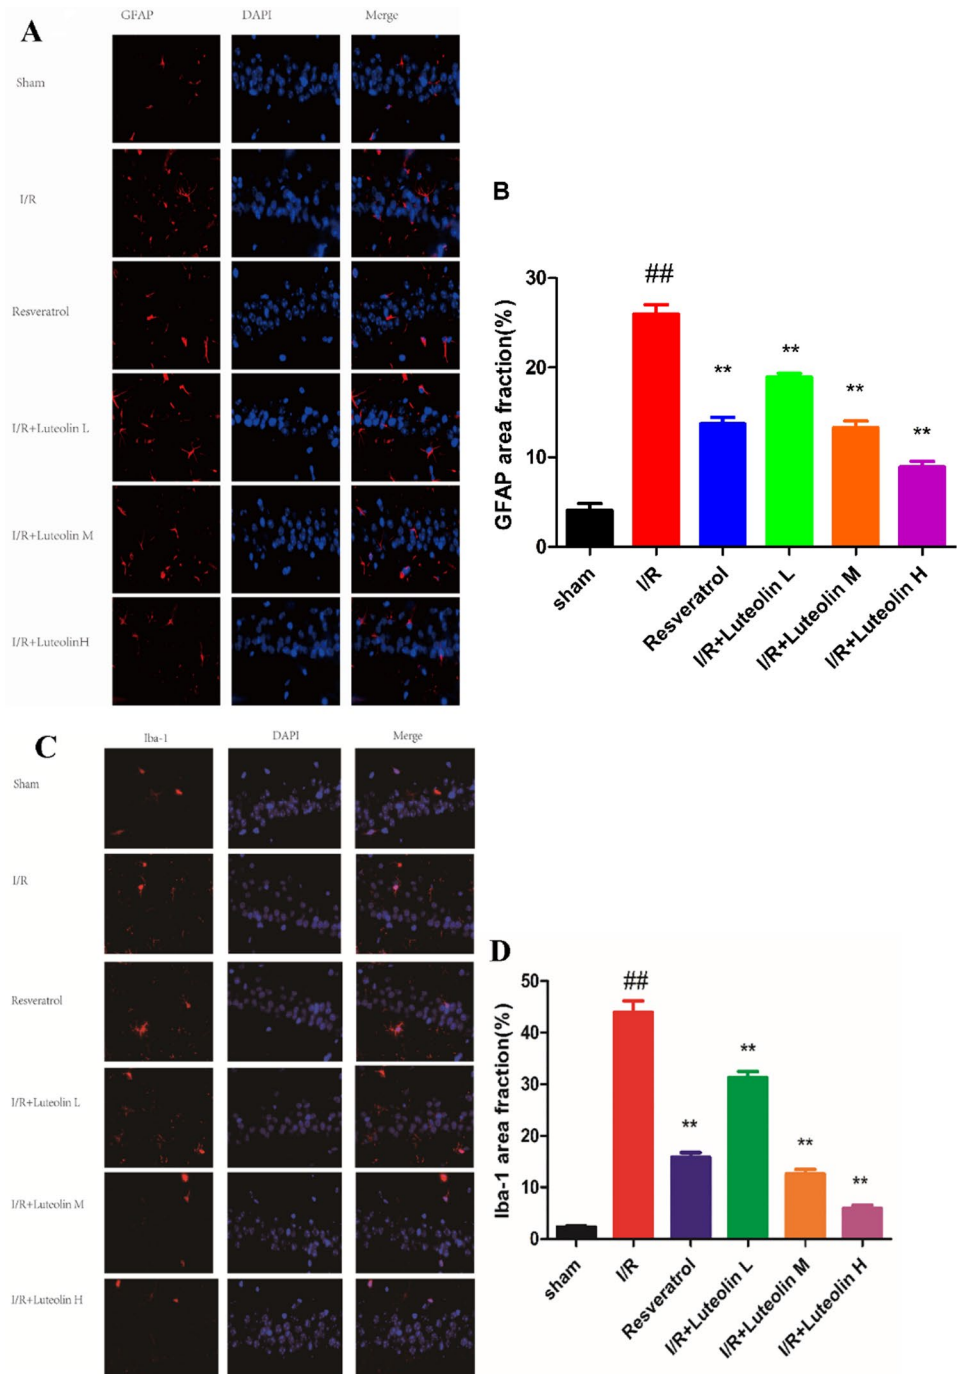 A
GFAP DAPI Merge
Sham
I/R
Resveratrol
I/R+Luteolin L
I/R+Luteolin M
I/R+LuteolinH
B
GFAP area fraction(%)
30
20
10
0
##
**
**
**
**
sham
I/R
Resveratrol
I/R+Luteolin L
I/R+Luteolin M
I/R+Luteolin H
C
Iba-1 DAPI Merge
Sham
I/R
Resveratrol
I/R+Luteolin L
I/R+Luteolin M
I/R+Luteolin H
D
Iba-1 area fraction(%)
50
40
30
20
10
0
##
**
**
**
**
sham
I/R
Resveratrol
I/R+Luteolin L
I/R+Luteolin M
I/R+Luteolin H